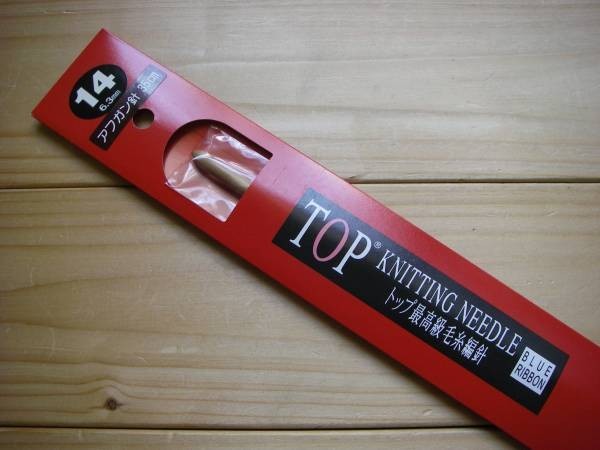 14
6.3mm
アフガン針 35cm
TOP® KNITTING NEEDLE
トップ最高級毛糸編針
BLUE
RIBBON